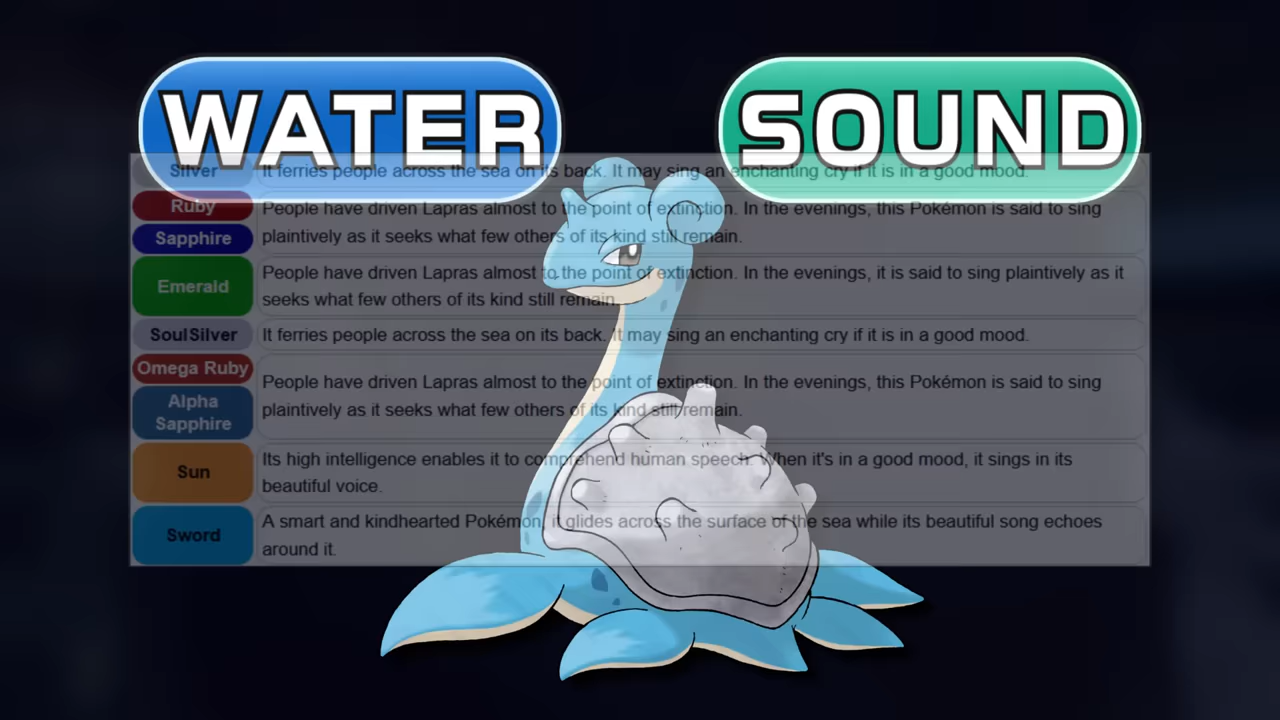 WATER SOUND
Silver It ferries people across the sea on its back. It may sing an enchanting cry if it is in a good mood.
Ruby People have driven Lapras almost to the point of extinction. In the evenings, this Pokémon is said to sing
Sapphire plaintively as it seeks what few others of its kind still remain.
Emerald People have driven Lapras almost to the point of extinction. In the evenings, it is said to sing plaintively as it
seeks what few others of its kind still remain.
SoulSilver It ferries people across the sea on its back. It may sing an enchanting cry if it is in a good mood.
Omega Ruby People have driven Lapras almost to the point of extinction. In the evenings, this Pokémon is said to sing
Alpha
Sapphire plaintively as it seeks what few others of its kind still remain.
Sun Its high intelligence enables it to comprehend human speech. When it's in a good mood, it sings in its
beautiful voice.
Sword A smart and kindhearted Pokémon, it glides across the surface of the sea while its beautiful song echoes
around it.